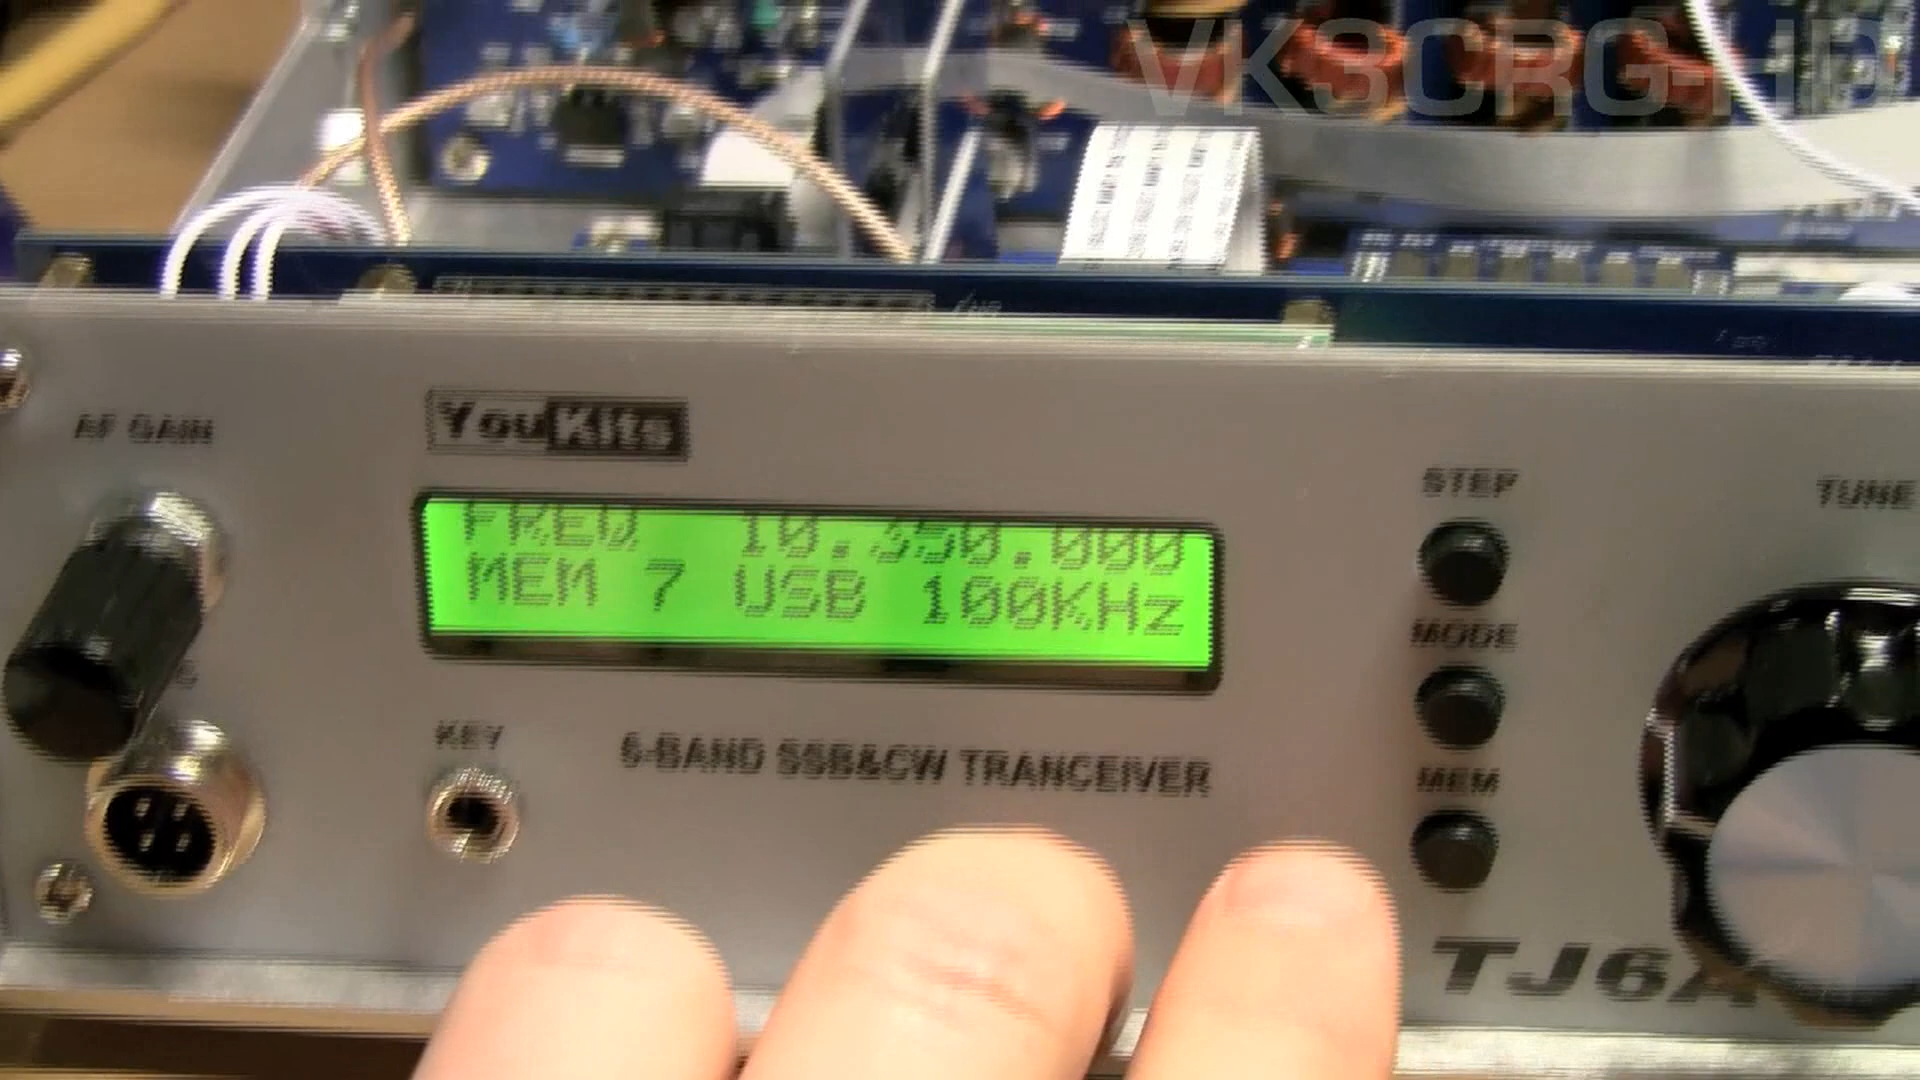 VK3CRG-HD
AF GAIN
YouKits
FREQ 10.350.000
MEM 7 USB 100KHz
STEP
TUNE
MODE
KEY
6-BAND SSB&CW TRANCEIVER
MEM
TJ6A